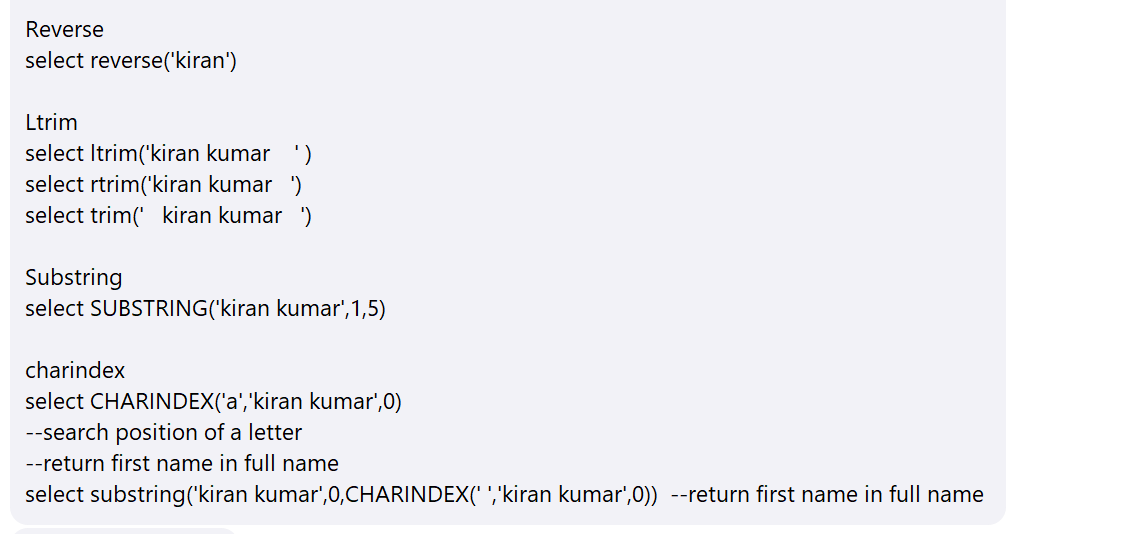 Reverse
select reverse('kiran')
Ltrim
select ltrim('kiran kumar    ' )
select rtrim('kiran kumar   ')
select trim('   kiran kumar   ')
Substring
select SUBSTRING('kiran kumar',1,5)
charindex
select CHARINDEX('a','kiran kumar',0)
--search position of a letter
--return first name in full name
select substring('kiran kumar',0,CHARINDEX(' ','kiran kumar',0))  --return first name in full name